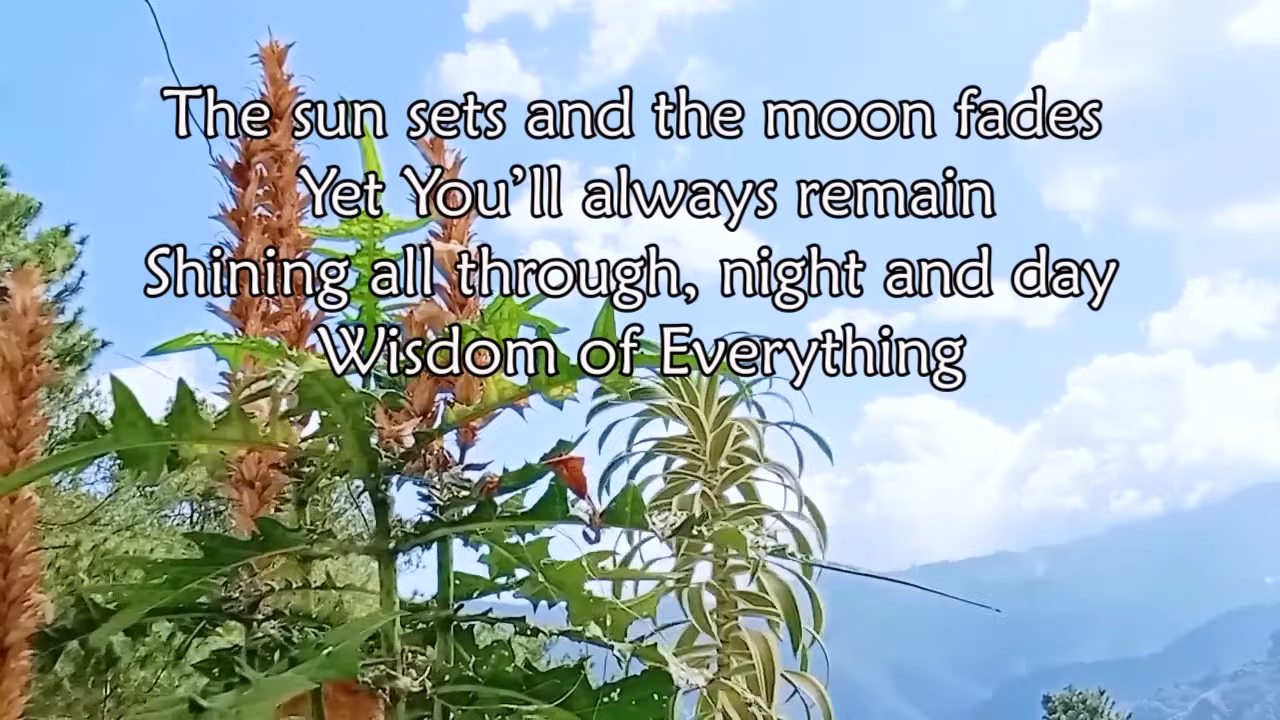 The sun sets and the moon fades
Yet You’ll always remain
Shining all through, night and day
Wisdom of Everything